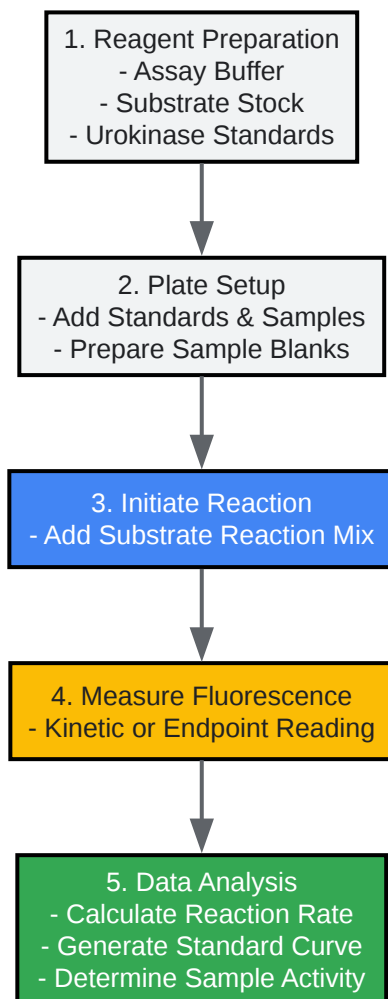 1. Reagent Preparation
- Assay Buffer
- Substrate Stock
- Urokinase Standards
2. Plate Setup
- Add Standards & Samples
- Prepare Sample Blanks
3. Initiate Reaction
- Add Substrate Reaction Mix
4. Measure Fluorescence
- Kinetic or Endpoint Reading
5. Data Analysis
- Calculate Reaction Rate
- Generate Standard Curve
- Determine Sample Activity